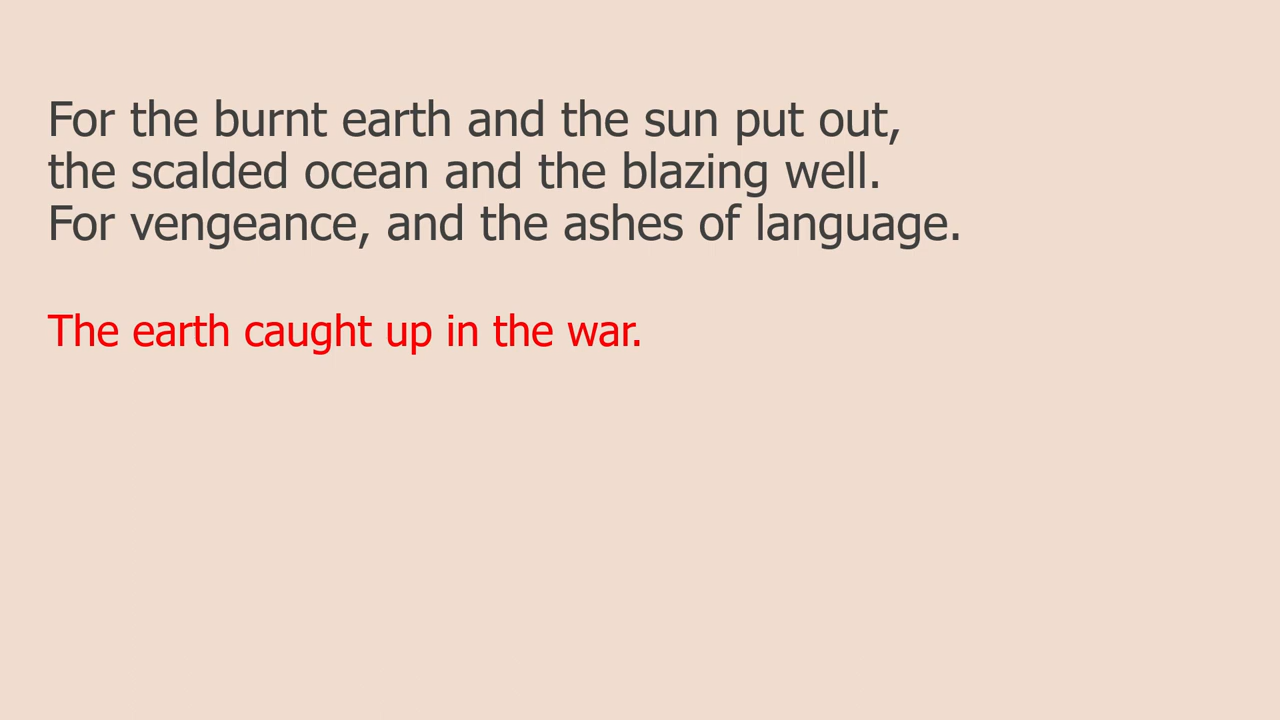 For the burnt earth and the sun put out,
the scalded ocean and the blazing well.
For vengeance, and the ashes of language.
The earth caught up in the war.